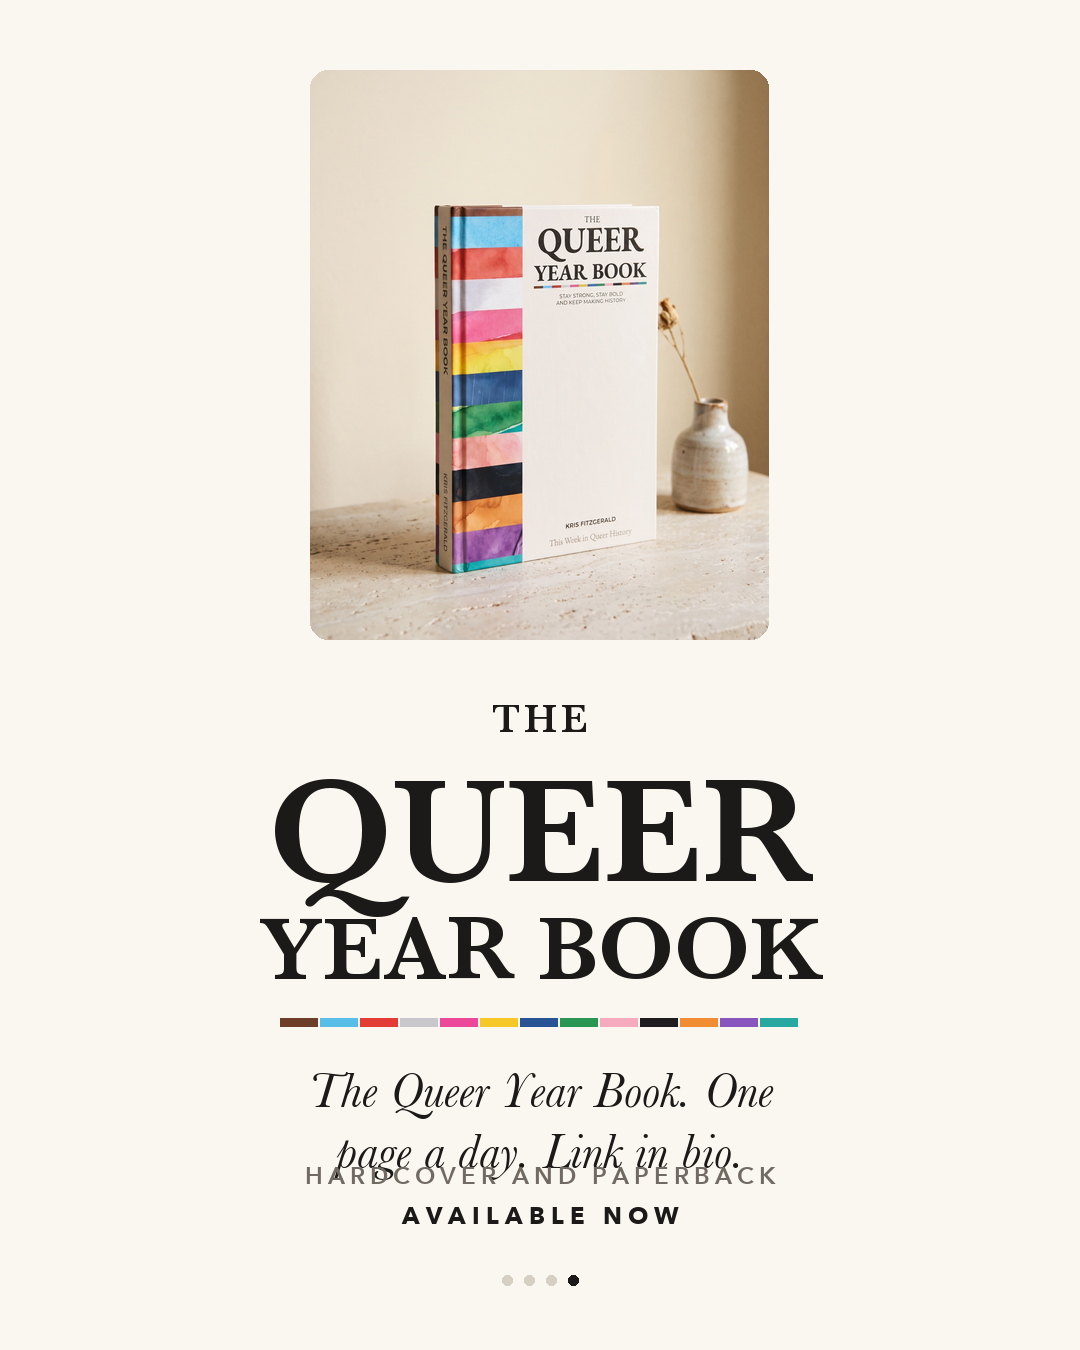 THE
QUEER
YEAR BOOK
STAY STRONG, STAY BOLD
AND KEEP MAKING HISTORY
KRIS FITZGERALD
This Week in Queer History
THE QUEER YEAR BOOK
KRIS FITZGERALD
THE
QUEER
YEAR BOOK
The Queer Year Book. One
page a day. Link in bio.
HARDCOVER AND PAPERBACK
AVAILABLE NOW